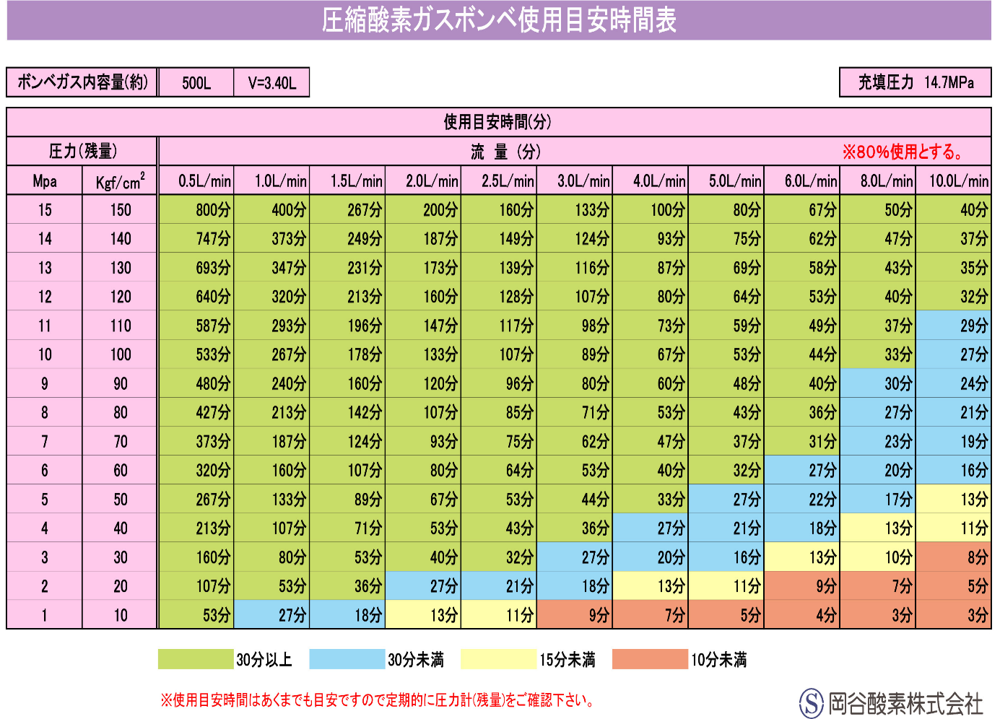 圧縮酸素ガスボンベ使用目安時間表
ボンベガス内容量(約) 500L V=3.40L 充填圧力 14.7MPa
使用目安時間(分)
圧力(残量) 流 量 (分) ※80%使用とする。
Mpa Kgf/cm² 0.5L/min 1.0L/min 1.5L/min 2.0L/min 2.5L/min 3.0L/min 4.0L/min 5.0L/min 6.0L/min 8.0L/min 10.0L/min
15 150 800分 400分 267分 200分 160分 133分 100分 80分 67分 50分 40分
14 140 747分 373分 249分 187分 149分 124分 93分 75分 62分 47分 37分
13 130 693分 347分 231分 173分 139分 116分 87分 69分 58分 43分 35分
12 120 640分 320分 213分 160分 128分 107分 80分 64分 53分 40分 32分
11 110 587分 293分 196分 147分 117分 98分 73分 59分 49分 37分 29分
10 100 533分 267分 178分 133分 107分 89分 67分 53分 44分 33分 27分
9 90 480分 240分 160分 120分 96分 80分 60分 48分 40分 30分 24分
8 80 427分 213分 142分 107分 85分 71分 53分 43分 36分 27分 21分
7 70 373分 187分 124分 93分 75分 62分 47分 37分 31分 23分 19分
6 60 320分 160分 107分 80分 64分 53分 40分 32分 27分 20分 16分
5 50 267分 133分 89分 67分 53分 44分 33分 27分 22分 17分 13分
4 40 213分 107分 71分 53分 43分 36分 27分 21分 18分 13分 11分
3 30 160分 80分 53分 40分 32分 27分 20分 16分 13分 10分 8分
2 20 107分 53分 36分 27分 21分 18分 13分 11分 9分 7分 5分
1 10 53分 27分 18分 13分 11分 9分 7分 5分 4分 3分 3分
30分以上 30分未満 15分未満 10分未満
※使用目安時間はあくまでも目安ですので定期的に圧力計(残量)をご確認下さい。
S 岡谷酸素株式会社